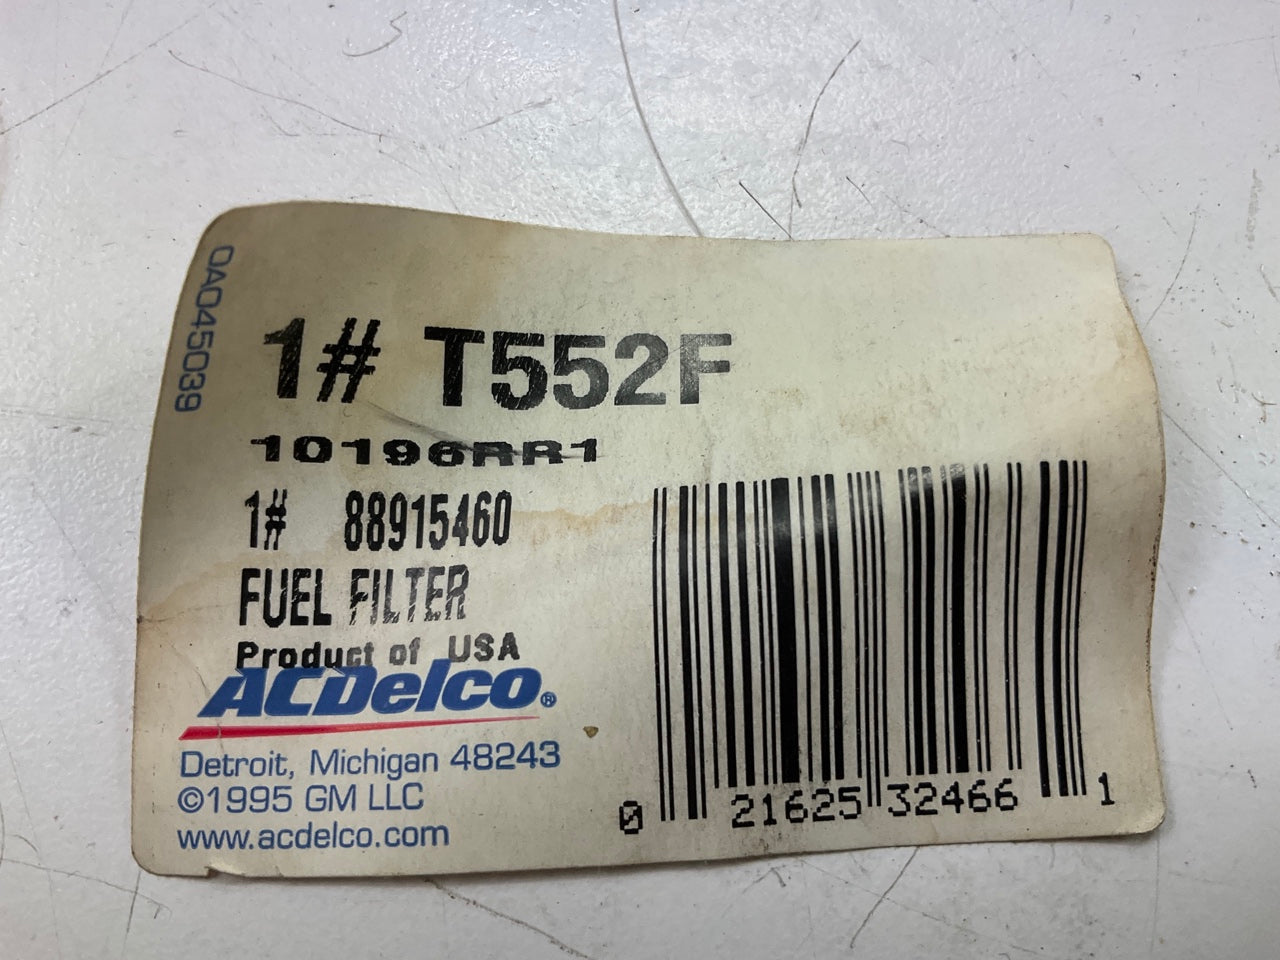 0A045039
1# T552F
10196RR1
1# 88915460
FUEL FILTER
Product of USA
ACDelco®
Detroit, Michigan 48243
©1995 GM LLC
www.acdelco.com
0 21625 32466 1